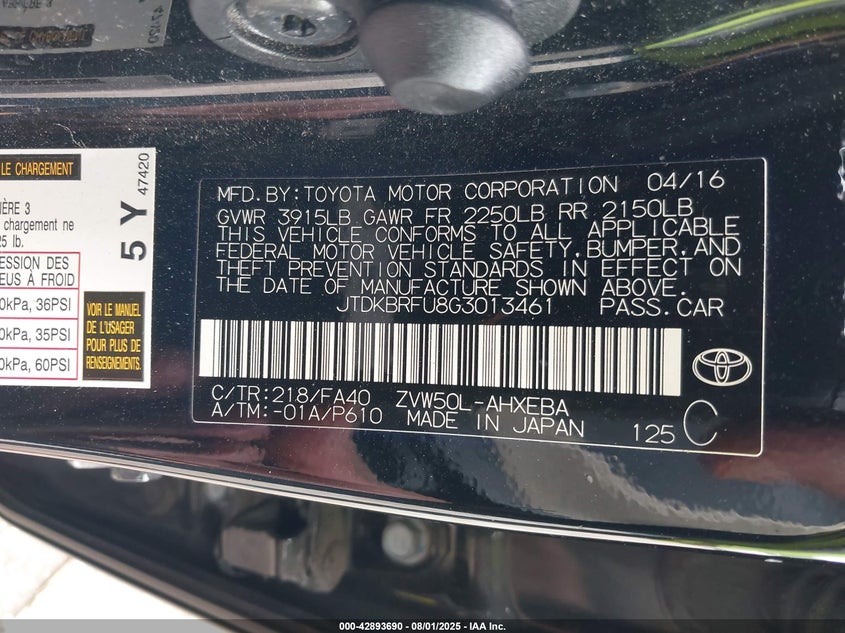 LE CHARGEMENT
IÈRE 3
chargement ne
25 lb.
ESSION DES
EUS À FROID
0kPa, 36PSI
0kPa, 35PSI
0kPa, 60PSI
5 Y
47420
VOIR LE MANUEL
DE L'USAGER
POUR PLUS DE
RENSEIGNEMENTS.
MFD.BY:TOYOTA MOTOR CORPORATION 04/16
GVWR 3915LB GAWR FR 2250LB RR 2150LB
THIS VEHICLE CONFORMS TO ALL APPLICABLE
FEDERAL MOTOR VEHICLE SAFETY,BUMPER,AND
THEFT PREVENTION STANDARDS IN EFFECT ON
THE DATE OF MANUFACTURE SHOWN ABOVE.
JTDKBRFU8G3013461 PASS.CAR
C/TR:218/FA40 ZVW50L-AHXEBA
A/TM:-01A/P610 MADE IN JAPAN 125 C
000-42893690 - 08/01/2025 - IAA Inc.